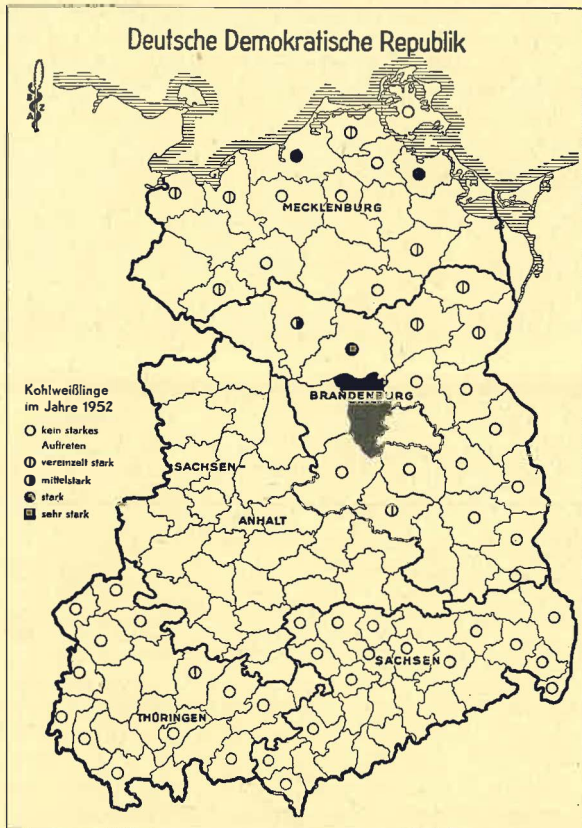 Deutsche Demokratische Republik
MECKLENBURG
BRANDENBURG
Kohlweißlinge
im Jahre 1952
kein starkes
Auftreten
vereinzelt stark
mittelstark
stark
sehr stark
SACHSEN-
ANHALT
SACHSEN
THÜRINGEN